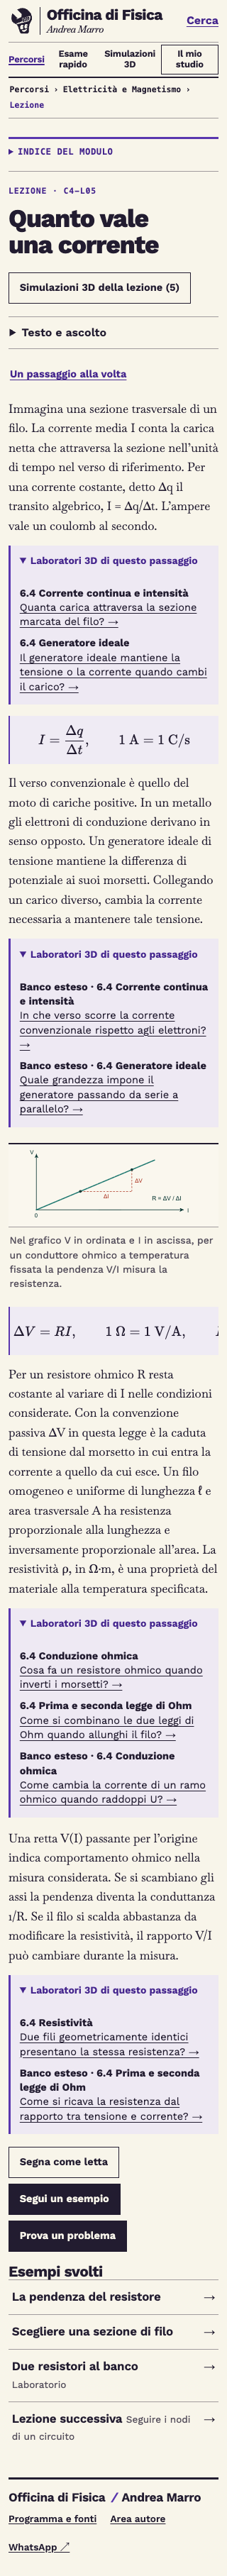 Officina di Fisica
Andrea Marro
Cerca
Percorsi
Esame rapido
Simulazioni 3D
Il mio studio
Percorsi › Elettricità e Magnetismo ›
Lezione
▶ INDICE DEL MODULO
LEZIONE · C4–L05
Quanto vale
una corrente
Simulazioni 3D della lezione (5)
▶ Testo e ascolto
Un passaggio alla volta
Immagina una sezione trasversale di un
filo. La corrente media I conta la carica
netta che attraversa la sezione nell’unità
di tempo nel verso di riferimento. Per
una corrente costante, detto Δq il
transito algebrico, I = Δq/Δt. L’ampere
vale un coulomb al secondo.
▼ Laboratori 3D di questo passaggio
6.4 Corrente continua e intensità
Quanta carica attraversa la sezione
marcata del filo? →
6.4 Generatore ideale
Il generatore ideale mantiene la
tensione o la corrente quando cambi
il carico? →
I = Δq/Δt, 1 A = 1 C/s
Il verso convenzionale è quello del
moto di cariche positive. In un metallo
gli elettroni di conduzione derivano in
senso opposto. Un generatore ideale di
tensione mantiene la differenza di
potenziale ai suoi morsetti. Collegando
un carico diverso, cambia la corrente
necessaria a mantenere tale tensione.
▼ Laboratori 3D di questo passaggio
Banco esteso · 6.4 Corrente continua
e intensità
In che verso scorre la corrente
convenzionale rispetto agli elettroni?
→
Banco esteso · 6.4 Generatore ideale
Quale grandezza impone il
generatore passando da serie a
parallelo? →
V
ΔV
ΔI
R = ΔV / ΔI
I
0
Nel grafico V in ordinata e I in ascissa, per
un conduttore ohmico a temperatura
fissata la pendenza V/I misura la
resistenza.
ΔV = RI, 1 Ω = 1 V/A,
Per un resistore ohmico R resta
costante al variare di I nelle condizioni
considerate. Con la convenzione
passiva ΔV in questa legge è la caduta
di tensione dal morsetto in cui entra la
corrente a quello da cui esce. Un filo
omogeneo e uniforme di lunghezza ℓ e
area trasversale A ha resistenza
proporzionale alla lunghezza e
inversamente proporzionale all’area. La
resistività ρ, in Ω·m, è una proprietà del
materiale alla temperatura specificata.
▼ Laboratori 3D di questo passaggio
6.4 Conduzione ohmica
Cosa fa un resistore ohmico quando
inverti i morsetti? →
6.4 Prima e seconda legge di Ohm
Come si combinano le due leggi di
Ohm quando allunghi il filo? →
Banco esteso · 6.4 Conduzione
ohmica
Come cambia la corrente di un ramo
ohmico quando raddoppi U? →
Una retta V(I) passante per l’origine
indica comportamento ohmico nella
misura considerata. Se si scambiano gli
assi la pendenza diventa la conduttanza
1/R. Se il filo si scalda abbastanza da
modificare la resistività, il rapporto V/I
può cambiare durante la misura.
▼ Laboratori 3D di questo passaggio
6.4 Resistività
Due fili geometricamente identici
presentano la stessa resistenza? →
Banco esteso · 6.4 Prima e seconda
legge di Ohm
Come si ricava la resistenza dal
rapporto tra tensione e corrente? →
Segna come letta
Segui un esempio
Prova un problema
Esempi svolti
La pendenza del resistore →
Scegliere una sezione di filo →
Due resistori al banco →
Laboratorio
Lezione successiva Seguire i nodi →
di un circuito
Officina di Fisica / Andrea Marro
Programma e fonti
Area autore
WhatsApp ↗